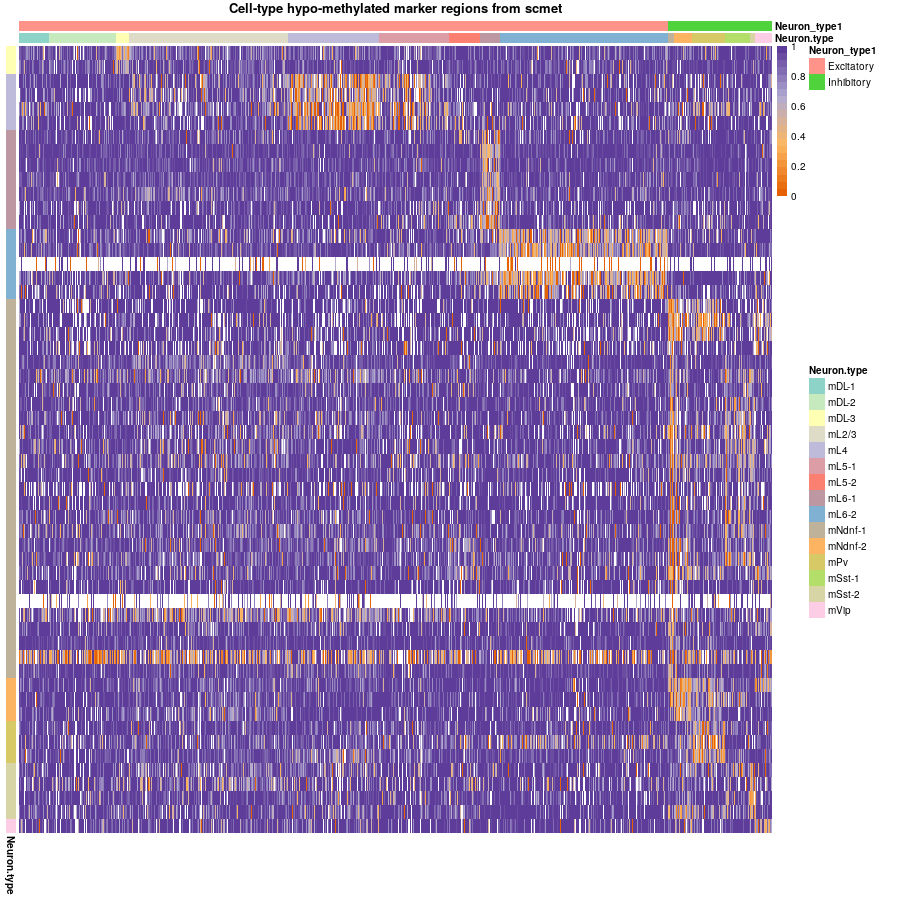 Cell-type hypo-methylated marker regions from scmet
Neuron_type1
Neuron.type
1
0.8
0.6
0.4
0.2
0
Neuron_type1
Excitatory
Inhibitory
Neuron.type
mDL-1
mDL-2
mDL-3
mL2/3
mL4
mL5-1
mL5-2
mL6-1
mL6-2
mNdnf-1
mNdnf-2
mPv
mSst-1
mSst-2
mVip
Neuron.type